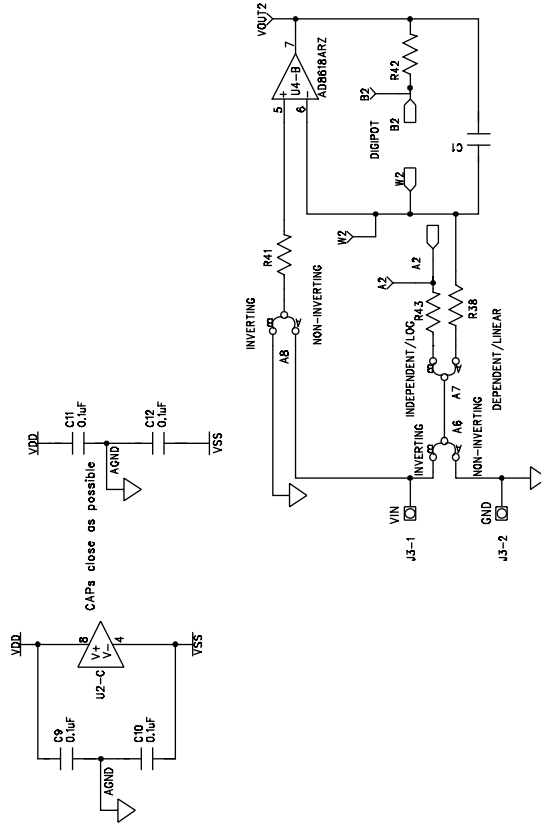 VDD
C9
0.1uF
AGND
C10
0.1uF
VSS
8
V+
V-
4
U2-C
CAPs close as possible
VDD
C11
0.1uF
AGND
C12
0.1uF
VSS
VOUT2
7
U4-B
AD8618ARZ
5
+
6
-
R42
B2
B2
DIGIPOT
C1
W2
W2
R41
INVERTING
B
A
A8
NON-INVERTING
A2
A2
R43
R38
INDEPENDENT/LOG
B
A
A7
DEPENDENT/LINEAR
A6
INVERTING
B
A
NON-INVERTING
VIN
J3-1
GND
J3-2